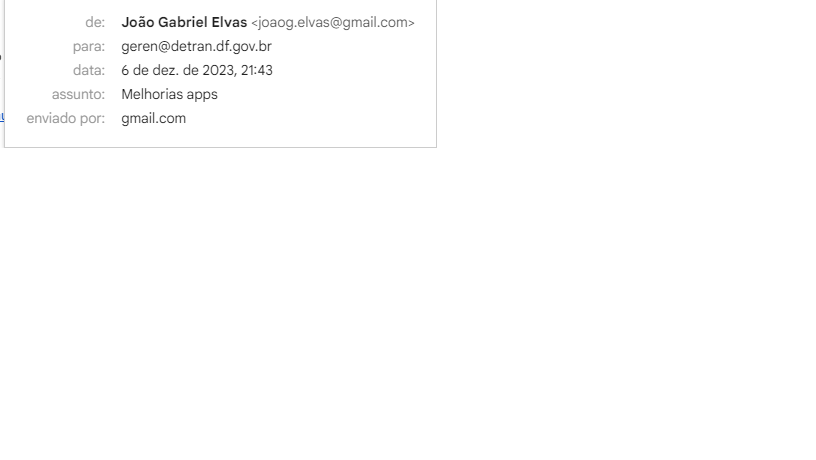 de: João Gabriel Elvas <joaog.elvas@gmail.com>
para: geren@detran.df.gov.br
data: 6 de dez. de 2023, 21:43
assunto: Melhorias apps
enviado por: gmail.com